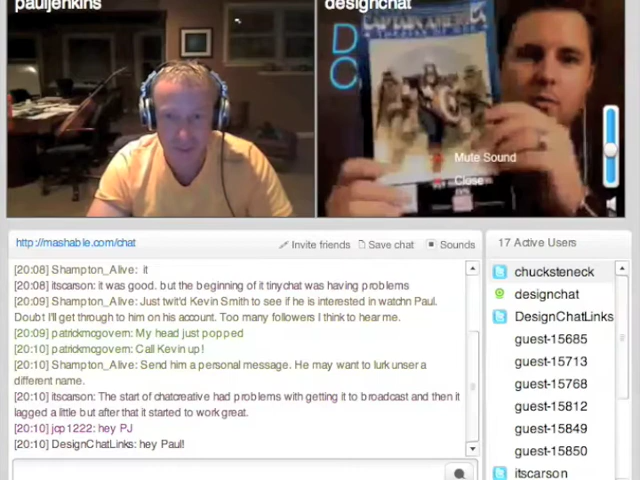 pauljenkins
designchat
D
C
CAPTAIN AMERICA
Mute Sound
Close
http://mashable.com/chat
Invite friends
Save chat
Sounds
17 Active Users
[20:08] Shampton_Alive: it
[20:08] itscarson: it was good. but the beginning of it tinychat was having problems
[20:09] Shampton_Alive: Just twit'd Kevin Smith to see if he is interested in watchn Paul.
Doubt I'll get through to him on his account. Too many followers I think to hear me.
[20:09] patrickmcgovern: My head just popped
[20:10] patrickmcgovern: Call Kevin up!
[20:10] Shampton_Alive: Send him a personal message. He may want to lurk unser a
different name.
[20:10] itscarson: The start of chatcreative had problems with getting it to broadcast and then it
lagged a little but after that it started to work great.
[20:10] jcp1222: hey PJ
[20:10] DesignChatLinks: hey Paul!
chucksteneck
designchat
DesignChatLinks
guest-15685
guest-15713
guest-15768
guest-15812
guest-15849
guest-15850
itscarson